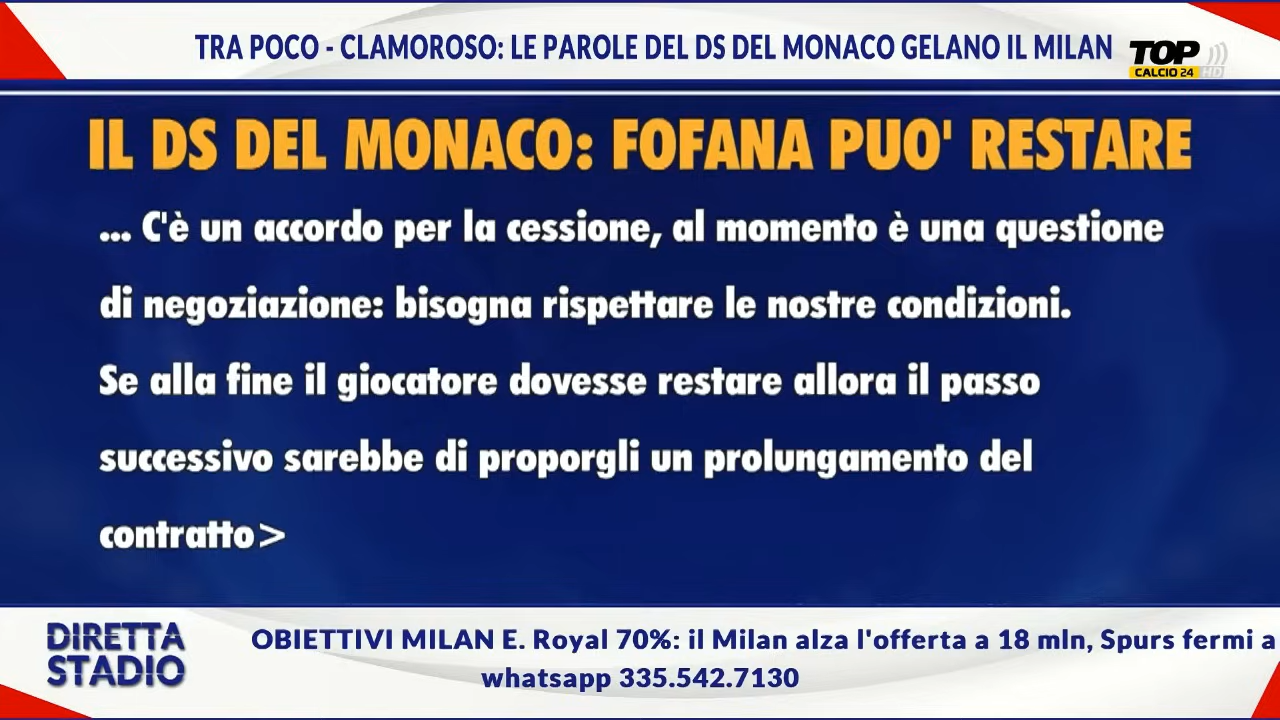 TRA POCO - CLAMOROSO: LE PAROLE DEL DS DEL MONACO GELANO IL MILAN
TOP
CALCIO 24 HD
IL DS DEL MONACO: FOFANA PUO' RESTARE
... C'è un accordo per la cessione, al momento è una questione
di negoziazione: bisogna rispettare le nostre condizioni.
Se alla fine il giocatore dovesse restare allora il passo
successivo sarebbe di proporgli un prolungamento del
contratto>
DIRETTA
STADIO
OBIETTIVI MILAN E. Royal 70%: il Milan alza l'offerta a 18 mln, Spurs fermi a
whatsapp 335.542.7130